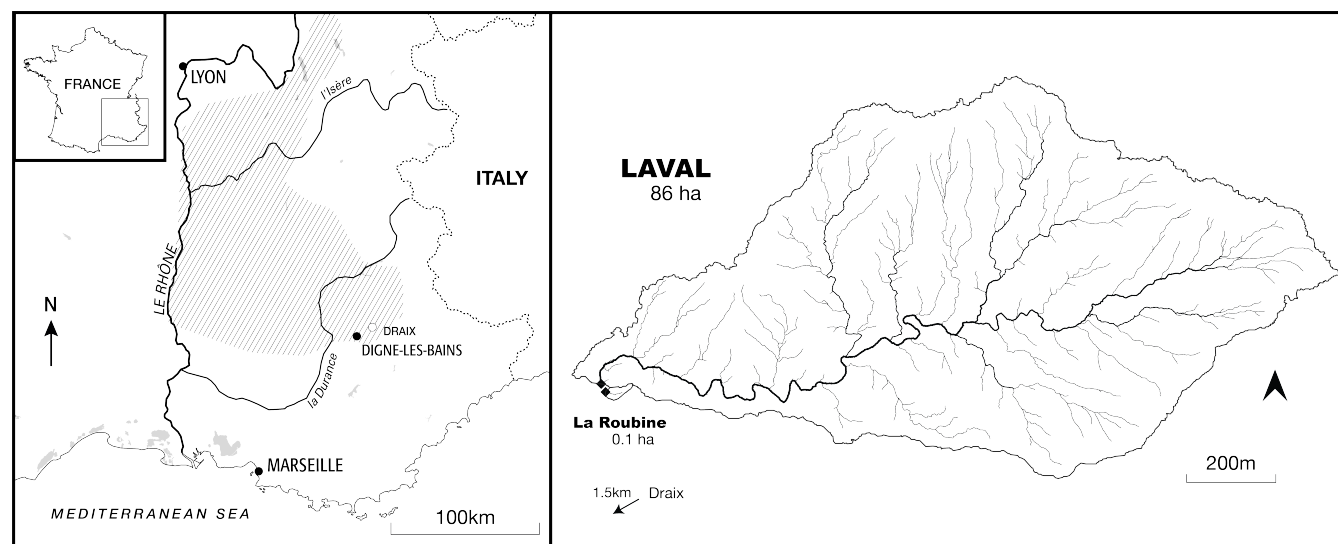 FRANCE
LYON
l'Isère
ITALY
LE RHÔNE
N
DRAIX
DIGNE-LES-BAINS
la Durance
MARSEILLE
MEDITERRANEAN SEA
100km
LAVAL
86 ha
La Roubine
0.1 ha
1.5km Draix
200m